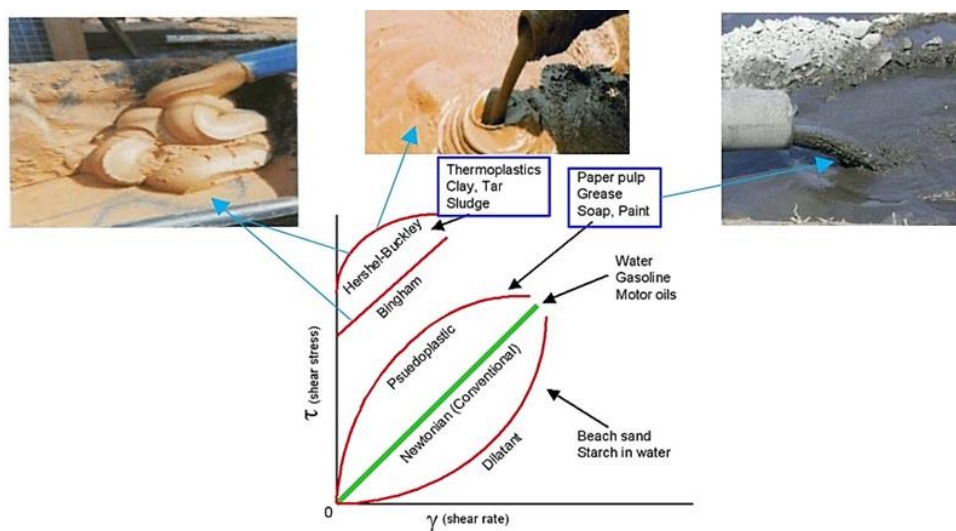 Thermoplastics
Clay, Tar
Sludge
Paper pulp
Grease
Soap, Paint
Hershel-Buckley
Bingham
Water
Gasoline
Motor oils
Psuedoplastic
Newtonian (Conventional)
Dilatant
Beach sand
Starch in water
τ (shear stress)
0
γ (shear rate)